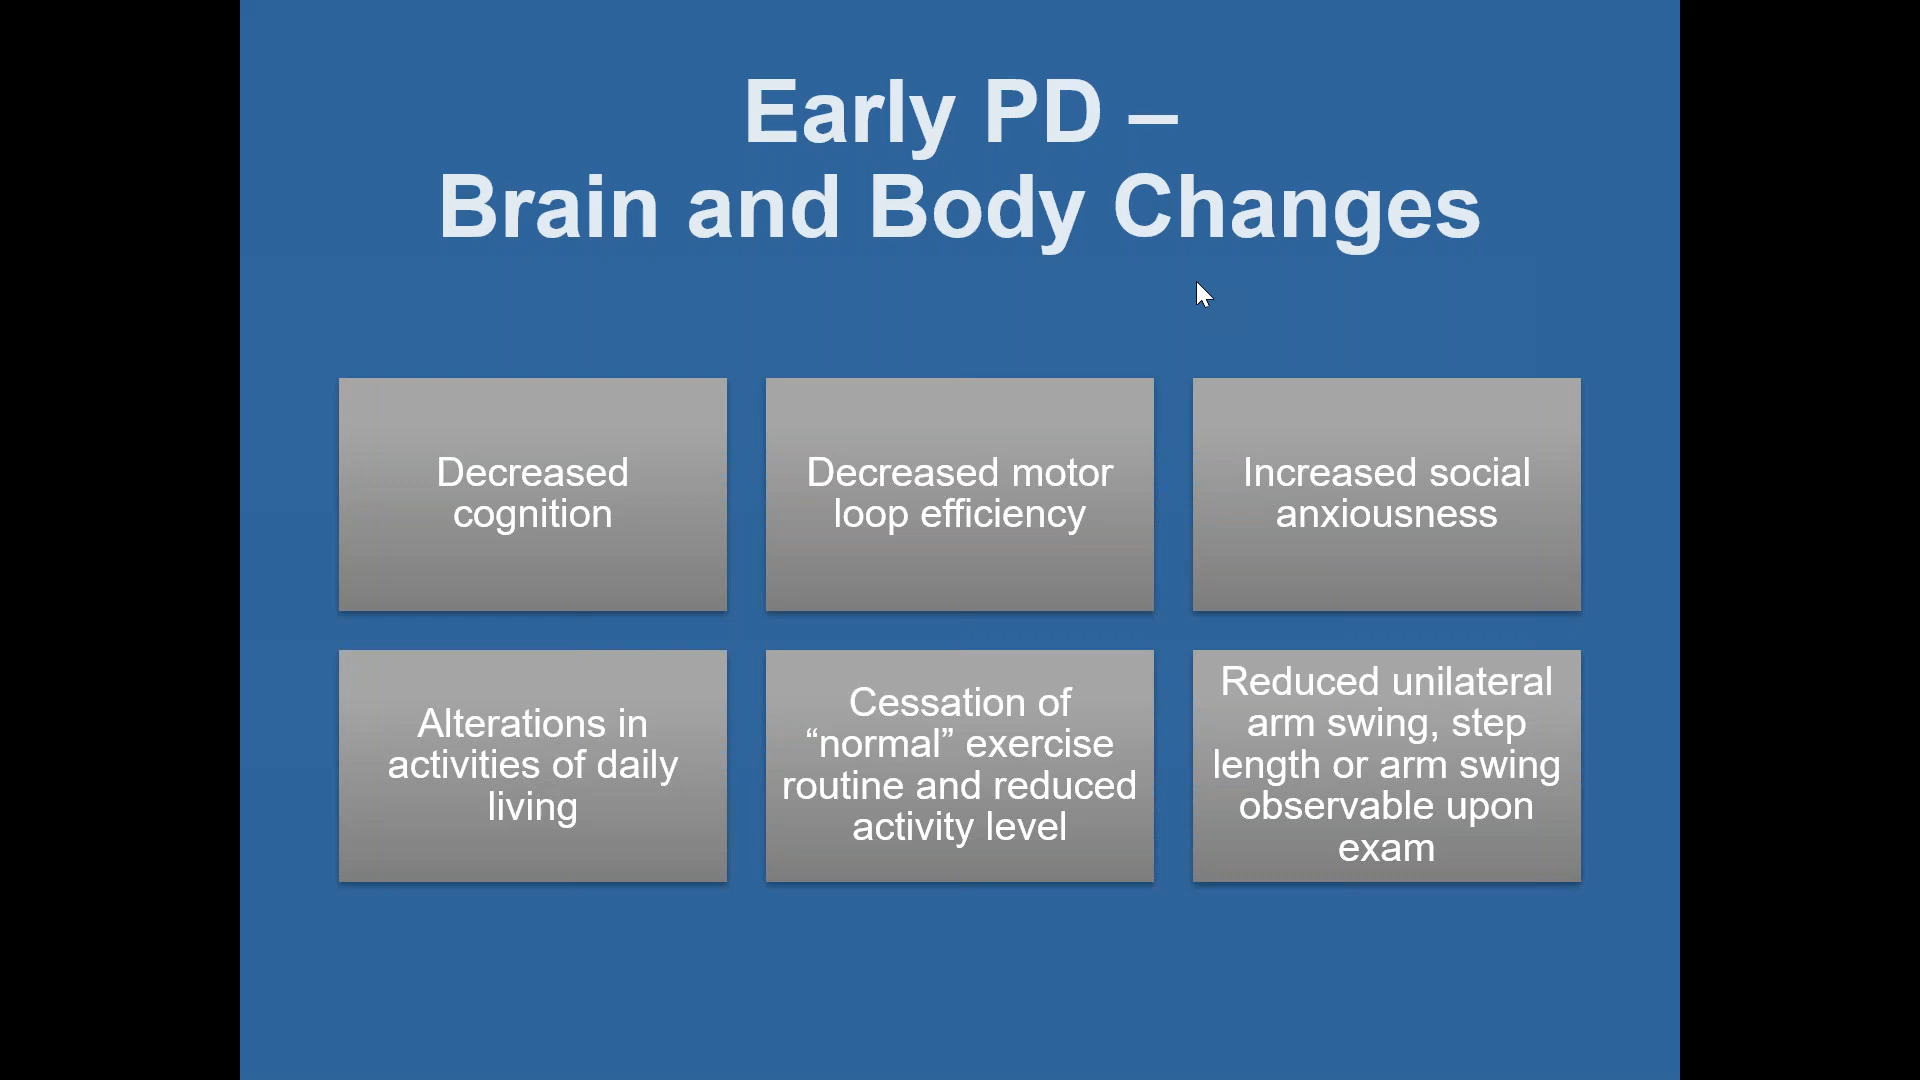 Early PD –
Brain and Body Changes
Decreased
cognition
Decreased motor
loop efficiency
Increased social
anxiousness
Alterations in
activities of daily
living
Cessation of
“normal” exercise
routine and reduced
activity level
Reduced unilateral
arm swing, step
length or arm swing
observable upon
exam